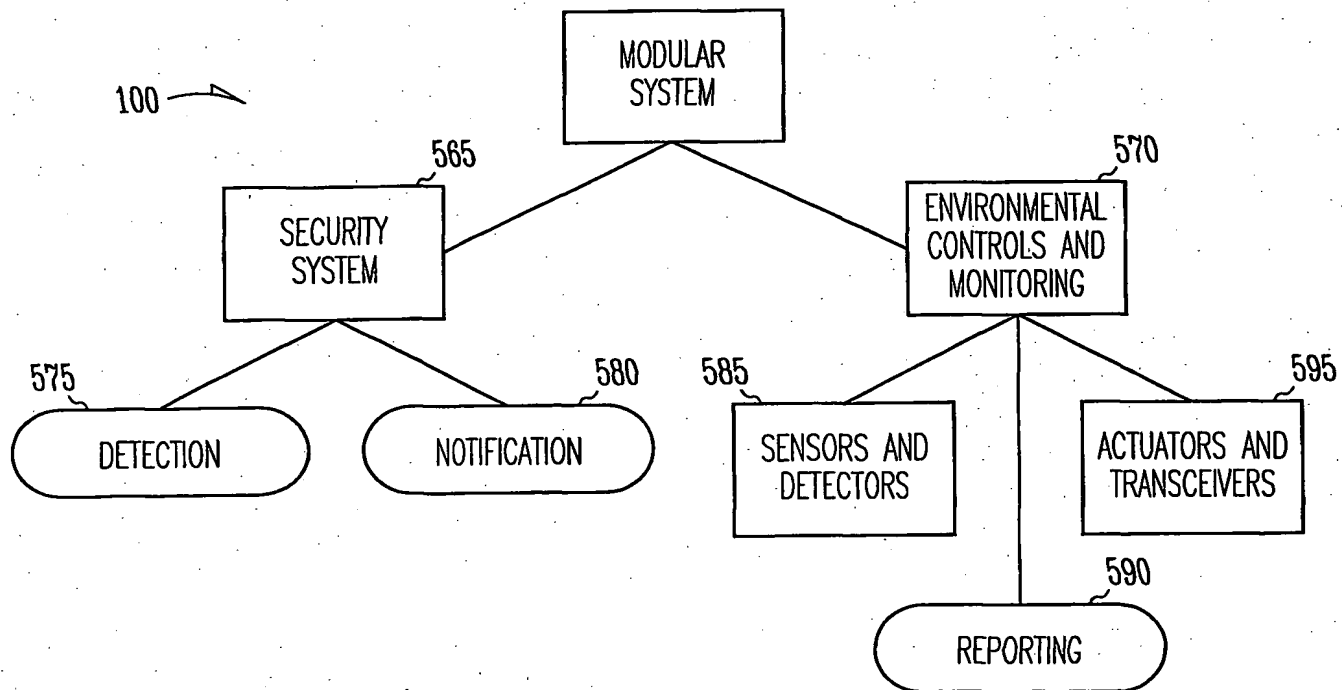 MODULAR
SYSTEM
100
565
SECURITY
SYSTEM
570
ENVIRONMENTAL
CONTROLS AND
MONITORING
575
DETECTION
580
NOTIFICATION
585
SENSORS AND
DETECTORS
595
ACTUATORS AND
TRANSCEIVERS
590
REPORTING